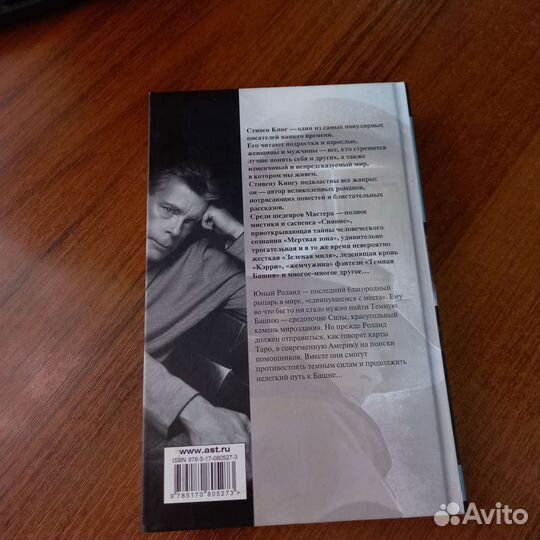 Стивен Кинг — один из самых популярных
писателей нашего времени.
Его читают подростки и взрослые,
женщины и мужчины — все, кто стремится
лучше понять себя и других, а также
изменчивый и непредсказуемый мир,
в котором мы живем.
Стивену Кингу подвластны все жанры:
он — автор великолепных романов,
потрясающих повестей и блистательных
рассказов.
Среди шедевров Мастера — полное
мистики и саспенса «Сияние»,
приоткрывающая тайны человеческого
сознания «Мертвая зона», удивительно
трогательная и в то же время невероятно
жесткая «Зеленая миля», леденящая кровь
«Кэрри», «жемчужина» фэнтези «Темная
Башня» и многое-многое другое...
Юный Роланд — последний благородный
рыцарь в мире, «сдвинувшемся с места». Ему
во что бы то ни стало нужно найти Темную
Башню — средоточие Силы, краеугольный
камень мироздания. Но прежде Роланд
должен отправиться, как говорят карты
Таро, в современную Америку на поиски
помощников. Вместе они смогут
противостоять темным силам и продолжить
нелегкий путь к Башне...
www.ast.ru
ISBN 978-5-17-080527-3
9 785170 805273 >
Avito